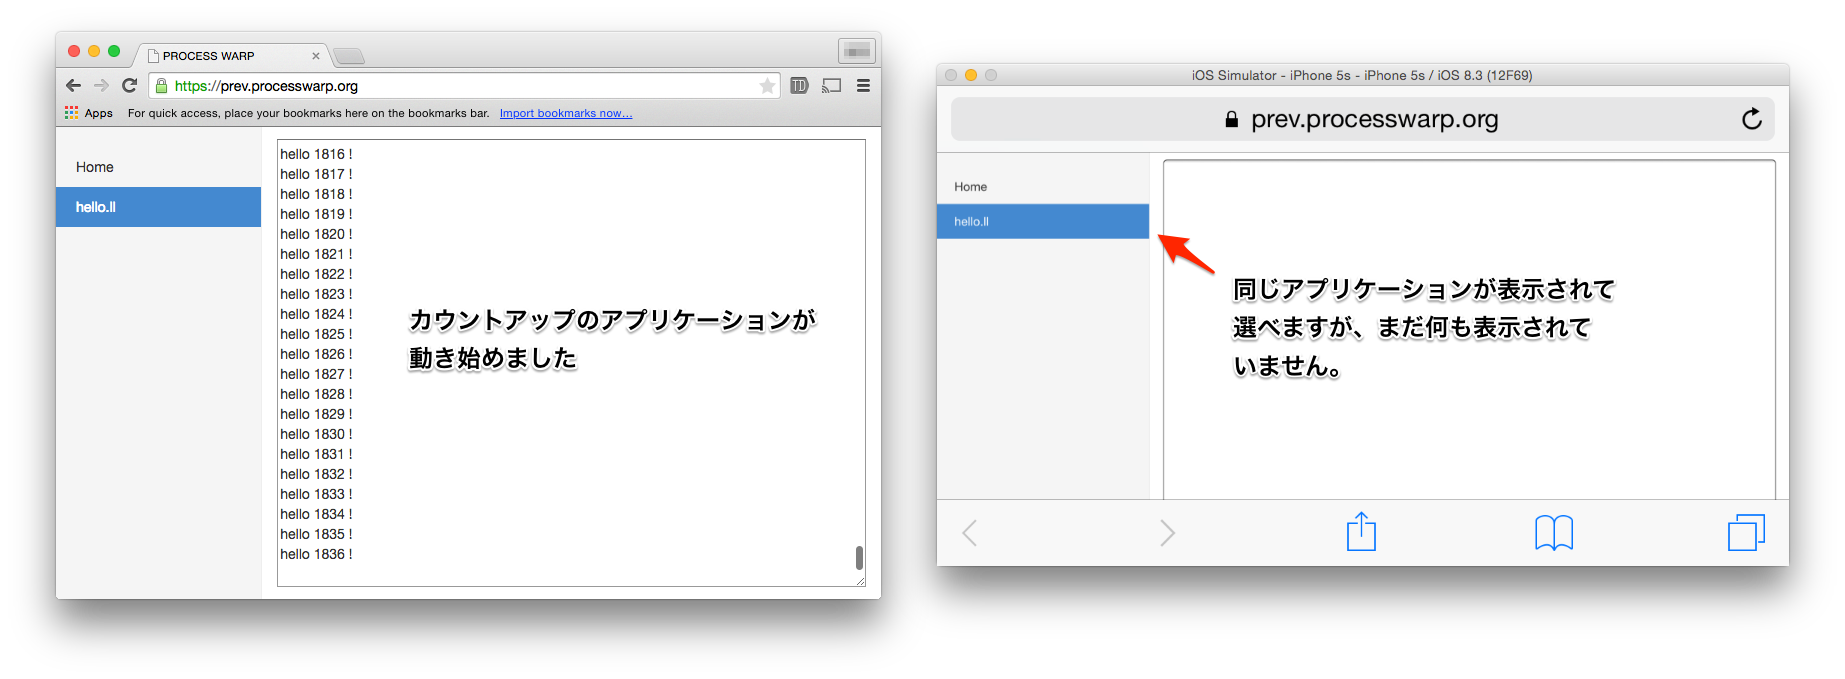 PROCESS WARP
https://prev.processwarp.org
TD
Apps For quick access, place your bookmarks here on the bookmarks bar. Import bookmarks now...
Home
hello.ll
hello 1816 !
hello 1817 !
hello 1818 !
hello 1819 !
hello 1820 !
hello 1821 !
hello 1822 !
hello 1823 !
hello 1824 !
hello 1825 !
hello 1826 !
hello 1827 !
hello 1828 !
hello 1829 !
hello 1830 !
hello 1831 !
hello 1832 !
hello 1833 !
hello 1834 !
hello 1835 !
hello 1836 !
カウントアップのアプリケーションが
動き始めました
iOS Simulator - iPhone 5s - iPhone 5s / iOS 8.3 (12F69)
prev.processwarp.org
Home
hello.ll
同じアプリケーションが表示されて
選べますが、まだ何も表示されて
いません。